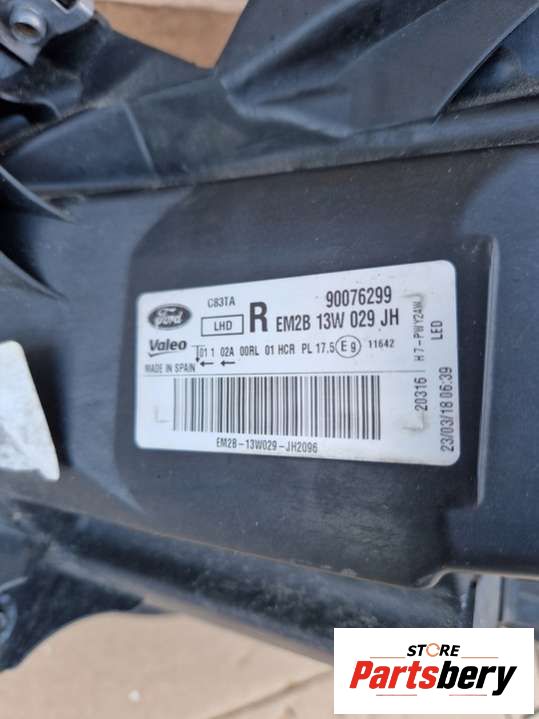 C83TA
90076299
Ford
LHD
R EM2B 13W 029 JH
Valeo
01 1 02A 00RL 01 HCR PL 17.5 E9 11642
MADE IN SPAIN
EM2B-13W029-JH2096
H7-PWY24W
LED
20316
23/03/18 06:39
STORE
Partsbery